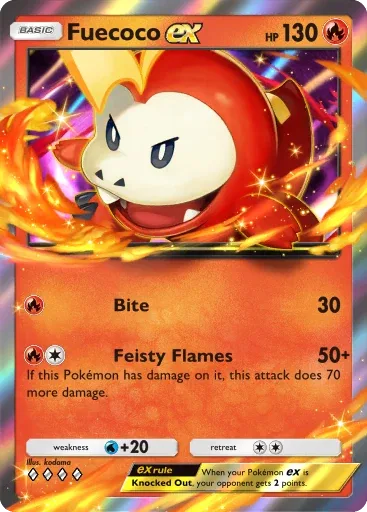 BASIC Fuecoco ex HP 130
Bite 30
Feisty Flames 50+
If this Pokémon has damage on it, this attack does 70
more damage.
weakness +20 retreat
Illus. kodama
ex rule When your Pokémon ex is
Knocked Out, your opponent gets 2 points.